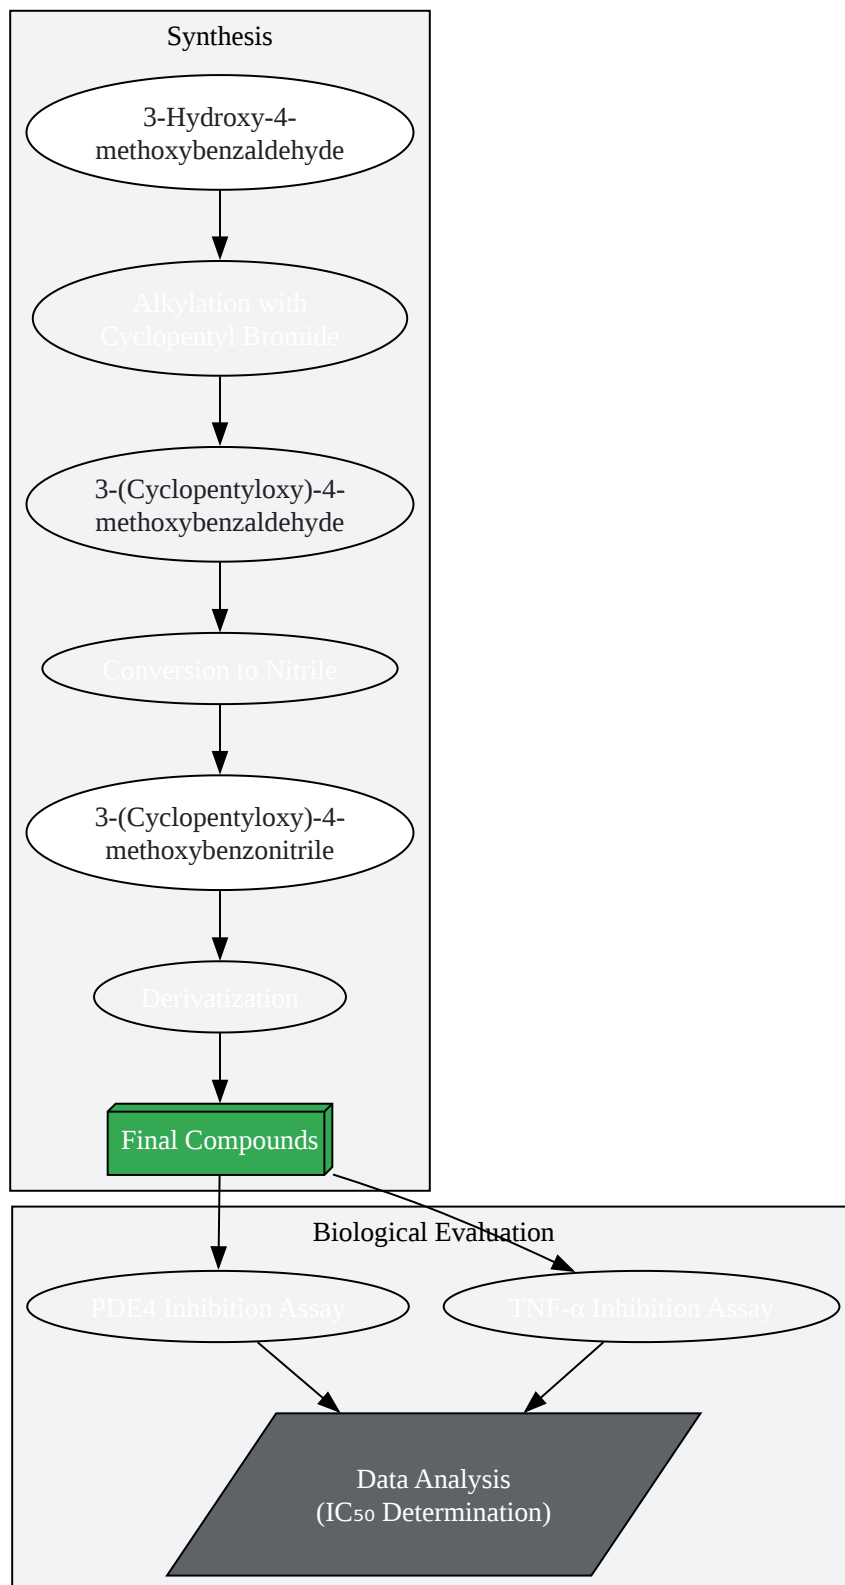 Synthesis
3-Hydroxy-4-
methoxybenzaldehyde
Alkylation with
Cyclopentyl Bromide
3-(Cyclopentyloxy)-4-
methoxybenzaldehyde
Conversion to Nitrile
3-(Cyclopentyloxy)-4-
methoxybenzonitrile
Derivatization
Final Compounds
Biological Evaluation
PDE4 Inhibition Assay
TNF-α Inhibition Assay
Data Analysis
(IC₅₀ Determination)